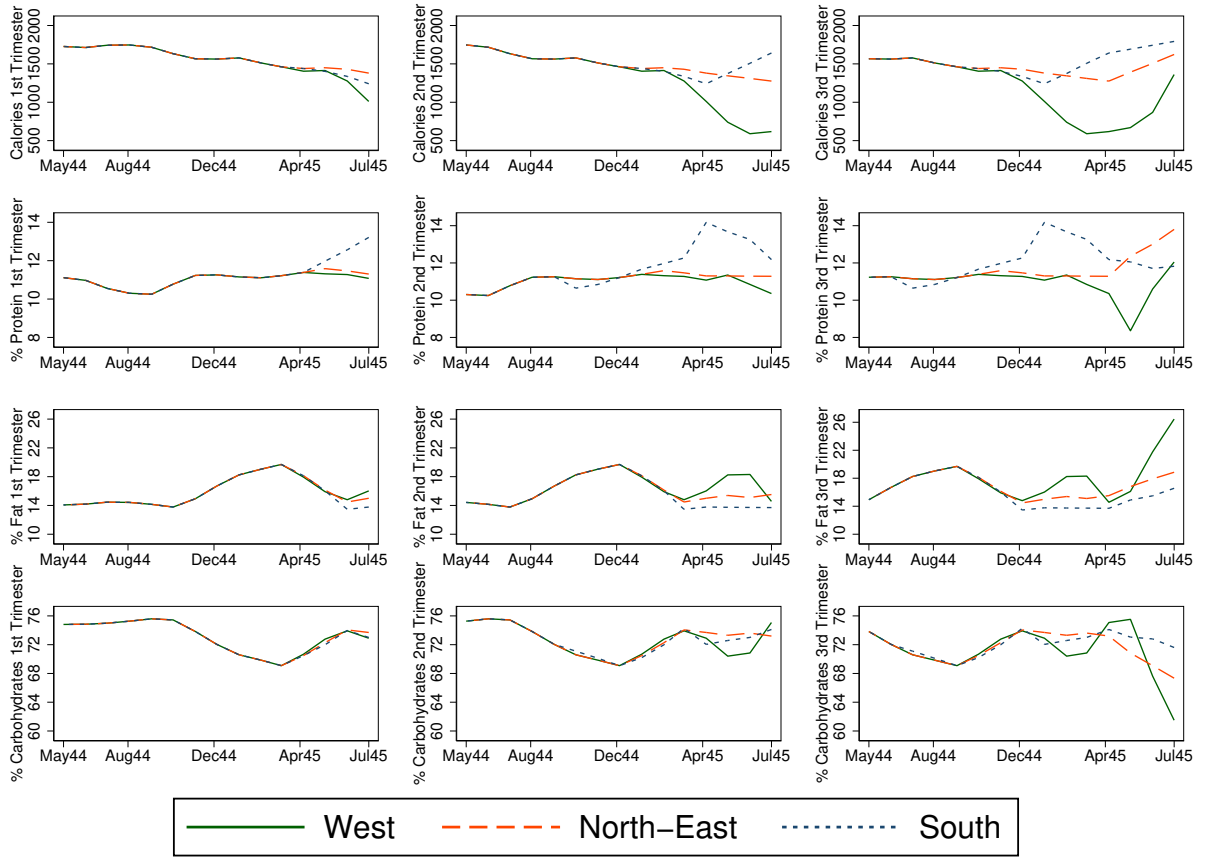 Calories 1st Trimester
500 1000 1500 2000
May44 Aug44 Dec44 Apr45 Jul45
Calories 2nd Trimester
500 1000 1500 2000
May44 Aug44 Dec44 Apr45 Jul45
Calories 3rd Trimester
500 1000 1500 2000
May44 Aug44 Dec44 Apr45 Jul45
% Protein 1st Trimester
8 10 12 14
May44 Aug44 Dec44 Apr45 Jul45
% Protein 2nd Trimester
8 10 12 14
May44 Aug44 Dec44 Apr45 Jul45
% Protein 3rd Trimester
8 10 12 14
May44 Aug44 Dec44 Apr45 Jul45
% Fat 1st Trimester
10 14 18 22 26
May44 Aug44 Dec44 Apr45 Jul45
% Fat 2nd Trimester
10 14 18 22 26
May44 Aug44 Dec44 Apr45 Jul45
% Fat 3rd Trimester
10 14 18 22 26
May44 Aug44 Dec44 Apr45 Jul45
% Carbohydrates 1st Trimester
60 64 68 72 76
May44 Aug44 Dec44 Apr45 Jul45
% Carbohydrates 2nd Trimester
60 64 68 72 76
May44 Aug44 Dec44 Apr45 Jul45
% Carbohydrates 3rd Trimester
60 64 68 72 76
May44 Aug44 Dec44 Apr45 Jul45
West North−East South